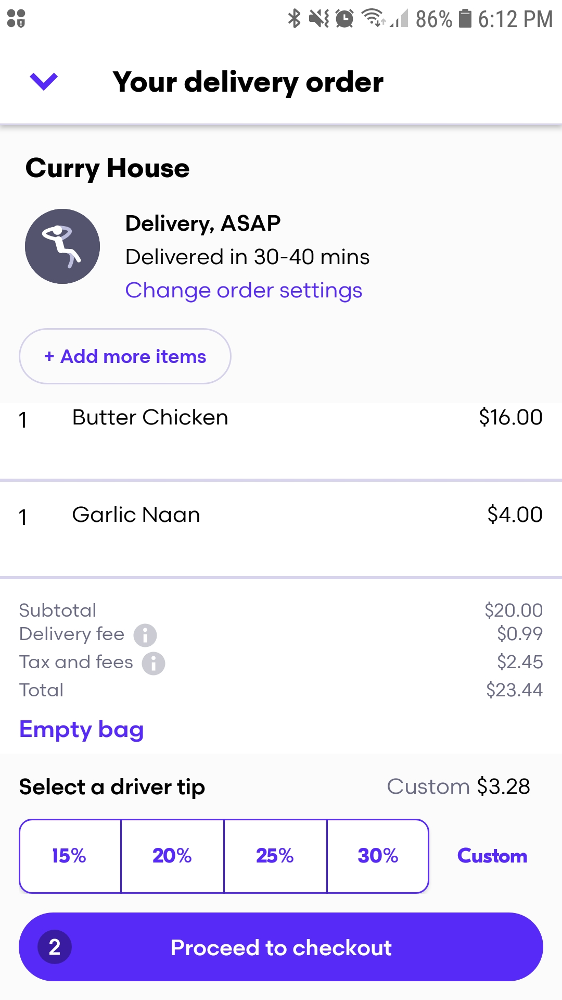 86% 6:12 PM
Your delivery order
Curry House
Delivery, ASAP
Delivered in 30-40 mins
Change order settings
+ Add more items
1 Butter Chicken $16.00
1 Garlic Naan $4.00
Subtotal $20.00
Delivery fee $0.99
Tax and fees $2.45
Total $23.44
Empty bag
Select a driver tip Custom $3.28
15% 20% 25% 30% Custom
2 Proceed to checkout